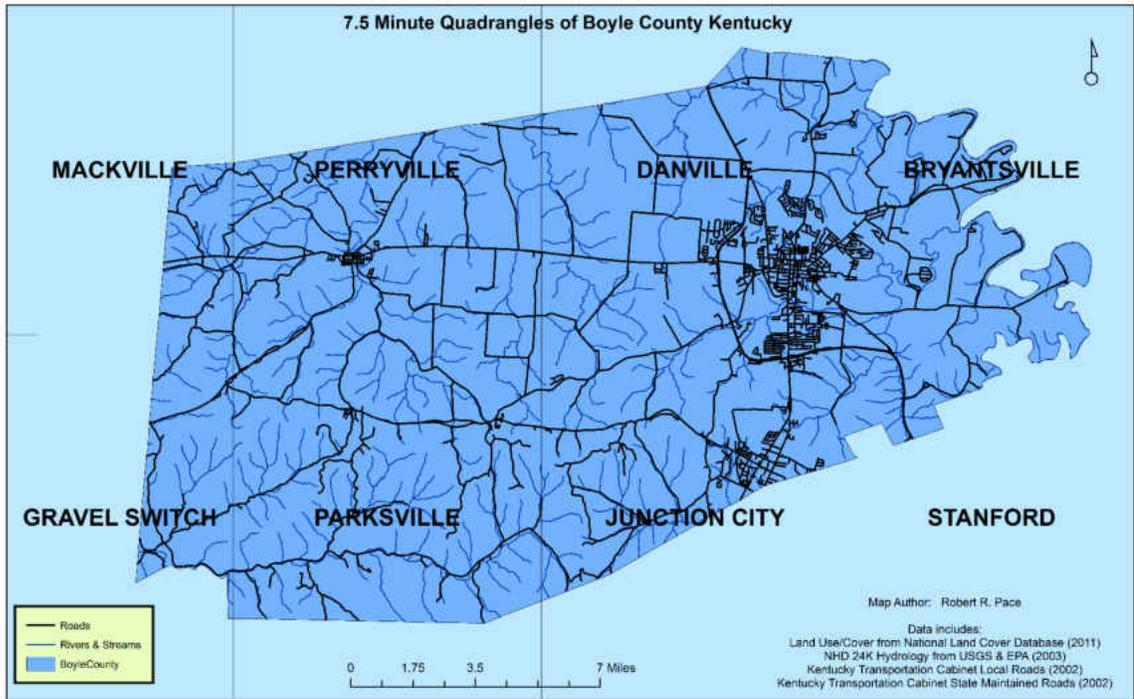 7.5 Minute Quadrangles of Boyle County Kentucky
MACKVILLE PERRYVILLE DANVILLE BRYANTSVILLE
GRAVEL SWITCH PARKSVILLE JUNCTION CITY STANFORD
Roads
Rivers & Streams
BoyleCounty
0 1.75 3.5 7 Miles
Map Author: Robert R. Pace
Data includes:
Land Use/Cover from National Land Cover Database (2011)
NHD 24K Hydrology from USGS & EPA (2003)
Kentucky Transportation Cabinet Local Roads (2002)
Kentucky Transportation Cabinet State Maintained Roads (2002)